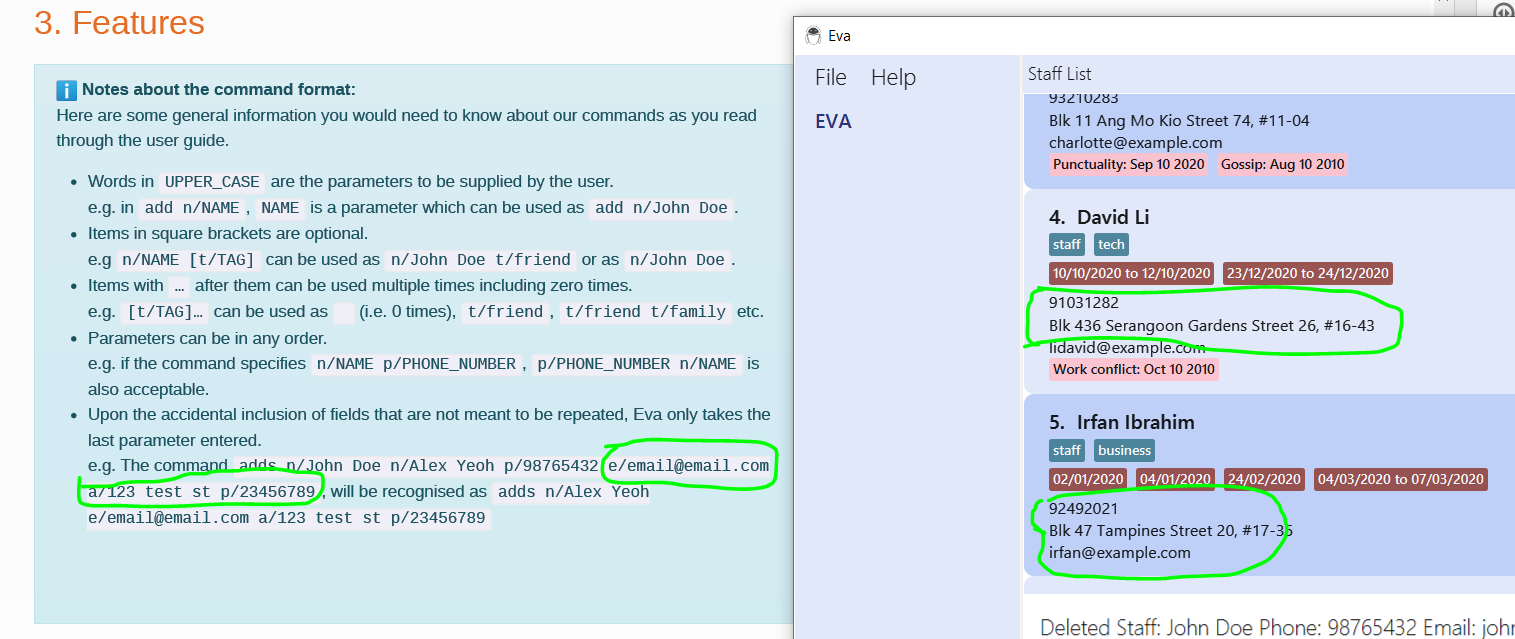 3. Features
Notes about the command format:
Here are some general information you would need to know about our commands as you read
through the user guide.
• Words in UPPER_CASE are the parameters to be supplied by the user.
e.g. in add n/NAME , NAME is a parameter which can be used as add n/John Doe .
• Items in square brackets are optional.
e.g n/NAME [t/TAG] can be used as n/John Doe t/friend or as n/John Doe .
• Items with … after them can be used multiple times including zero times.
e.g. [t/TAG]… can be used as (i.e. 0 times), t/friend , t/friend t/family etc.
• Parameters can be in any order.
e.g. if the command specifies n/NAME p/PHONE_NUMBER , p/PHONE_NUMBER n/NAME is
also acceptable.
• Upon the accidental inclusion of fields that are not meant to be repeated, Eva only takes the
last parameter entered.
e.g. The command adds n/John Doe n/Alex Yeoh p/98765432 e/email@email.com
a/123 test st p/23456789 , will be recognised as adds n/Alex Yeoh
e/email@email.com a/123 test st p/23456789
Eva
File Help
EVA
Staff List
93210283
Blk 11 Ang Mo Kio Street 74, #11-04
charlotte@example.com
Punctuality: Sep 10 2020 Gossip: Aug 10 2010
4. David Li
staff tech
10/10/2020 to 12/10/2020 23/12/2020 to 24/12/2020
91031282
Blk 436 Serangoon Gardens Street 26, #16-43
lidavid@example.com
Work conflict: Oct 10 2010
5. Irfan Ibrahim
staff business
02/01/2020 04/01/2020 24/02/2020 04/03/2020 to 07/03/2020
92492021
Blk 47 Tampines Street 20, #17-35
irfan@example.com
Deleted Staff: John Doe Phone: 98765432 Email: